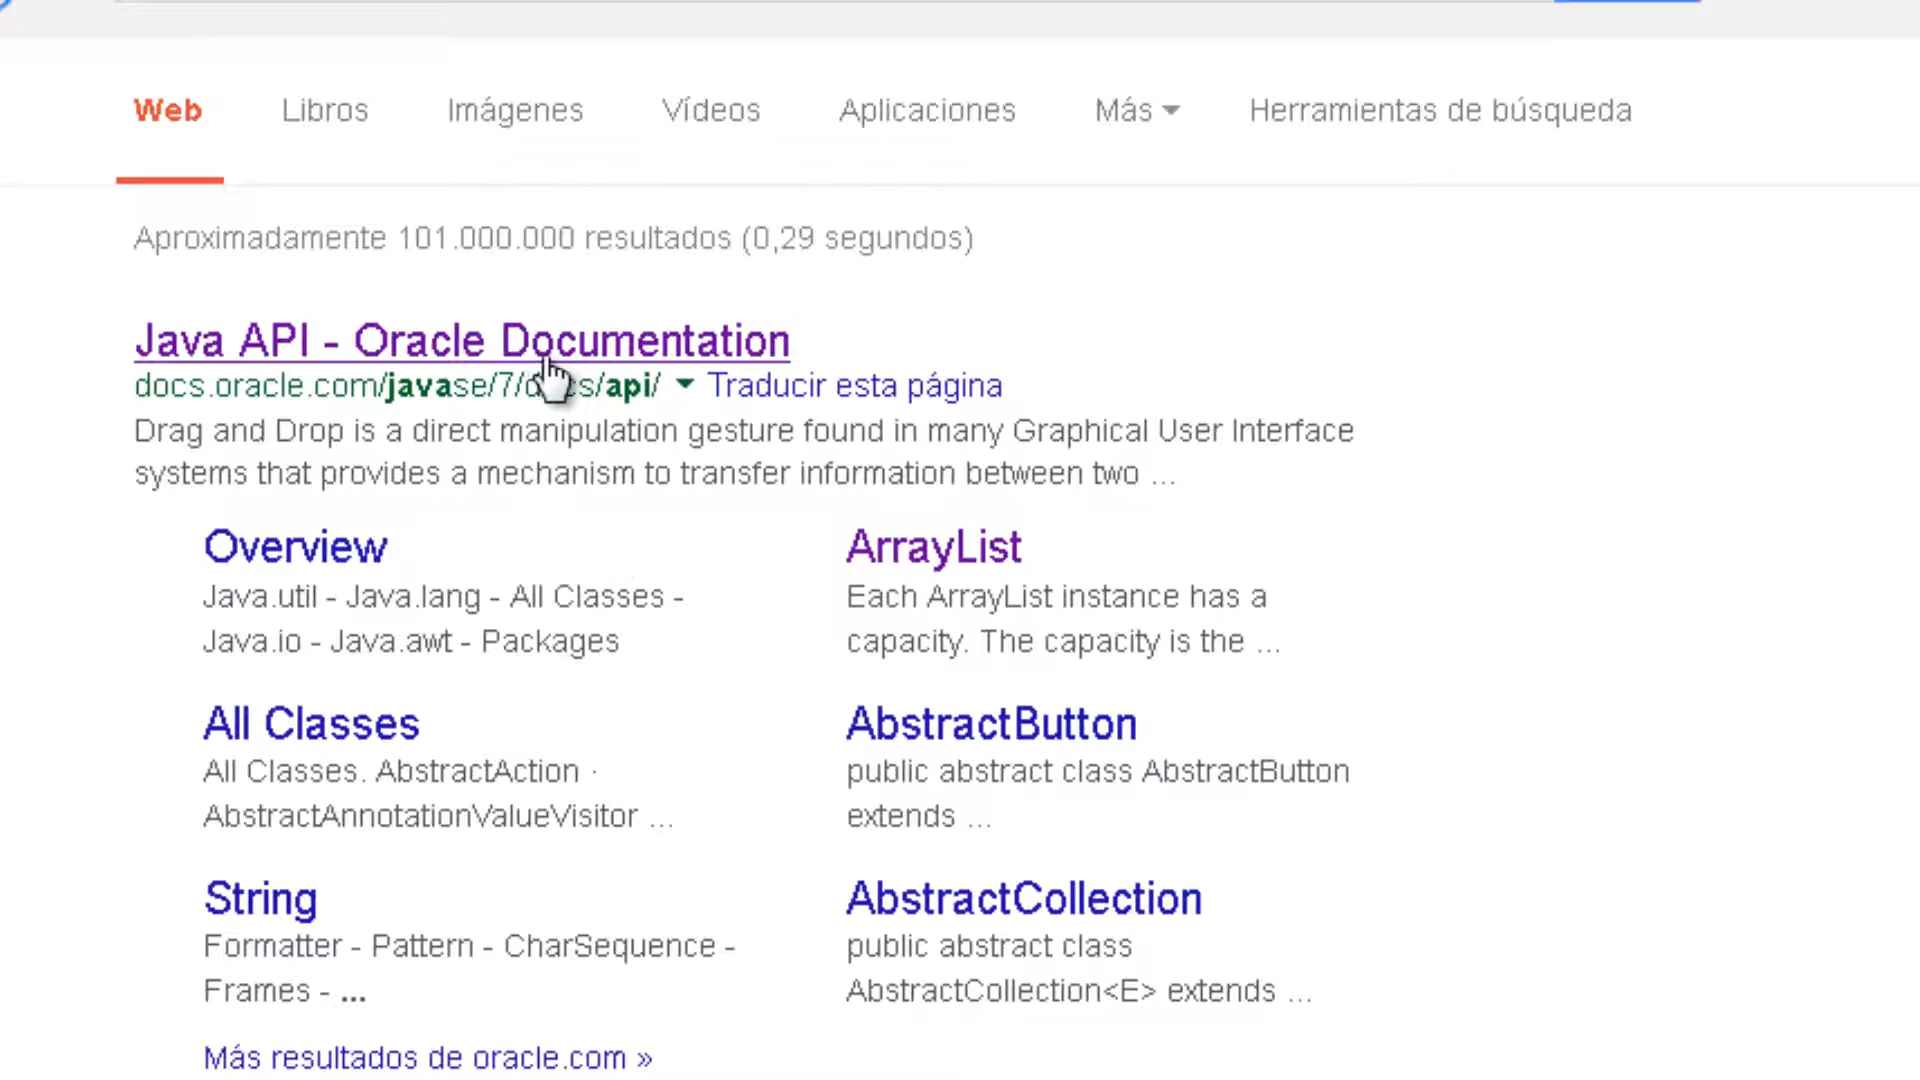 Web Libros Imágenes Vídeos Aplicaciones Más Herramientas de búsqueda
Aproximadamente 101.000.000 resultados (0,29 segundos)
Java API - Oracle Documentation
docs.oracle.com/javase/7/docs/api/ Traducir esta página
Drag and Drop is a direct manipulation gesture found in many Graphical User Interface
systems that provides a mechanism to transfer information between two ...
Overview
Java.util - Java.lang - All Classes -
Java.io - Java.awt - Packages
ArrayList
Each ArrayList instance has a
capacity. The capacity is the ...
All Classes
All Classes. AbstractAction ·
AbstractAnnotationValueVisitor ...
AbstractButton
public abstract class AbstractButton
extends ...
String
Formatter - Pattern - CharSequence -
Frames - ...
AbstractCollection
public abstract class
AbstractCollection<E> extends ...
Más resultados de oracle.com »